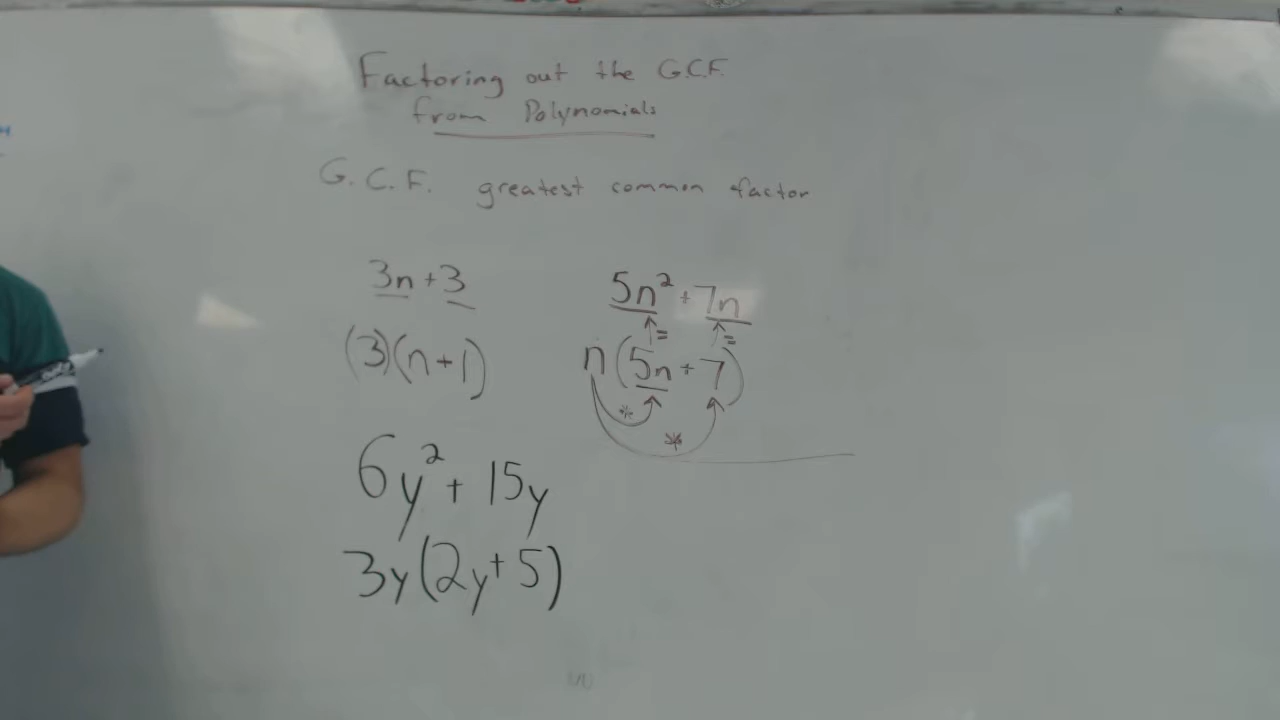 Factoring out the G.C.F.
from Polynomials
G.C.F. greatest common factor
3n + 3
(3)(n + 1)
5n² + 7n
= =
n(5n + 7)
* *
6y² + 15y
3y(2y + 5)